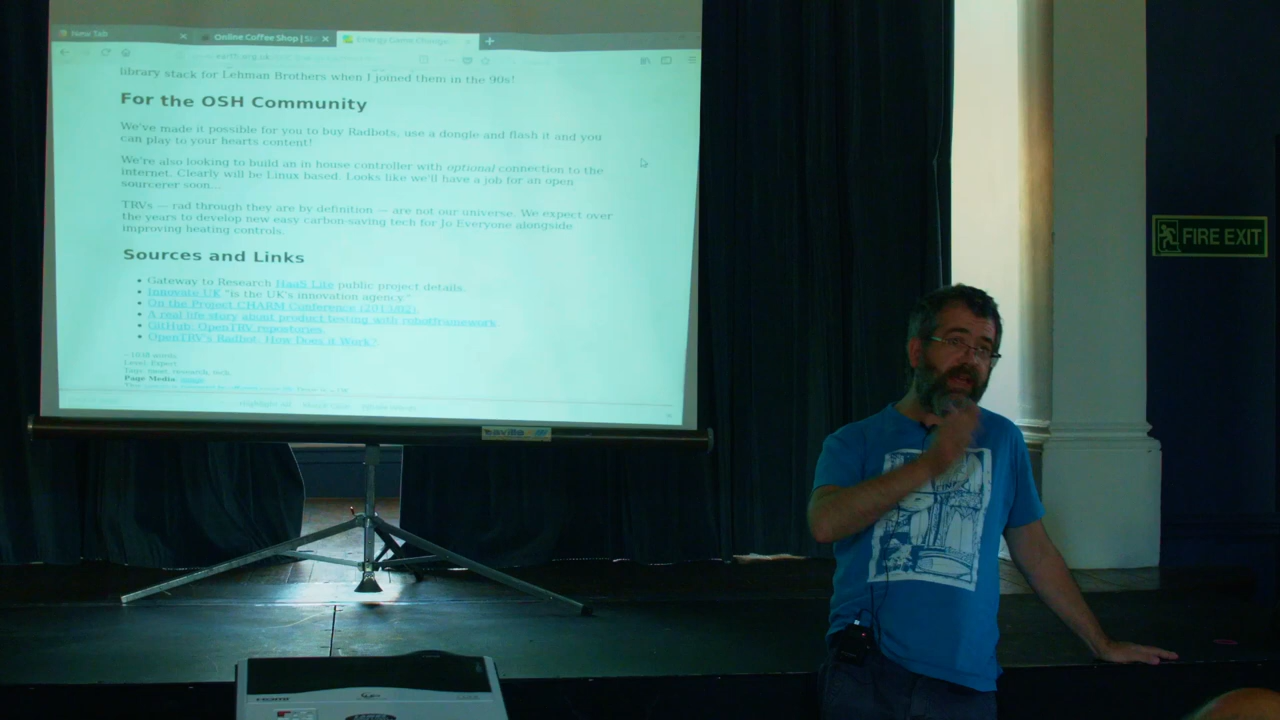 New Tab
Online Coffee Shop |
library stack for Lehman Brothers when I joined them in the 90s!
For the OSH Community
We've made it possible for you to buy Radbots, use a dongle and flash it and you
can play to your hearts content!
We're also looking to build an in house controller with optional connection to the
internet. Clearly will be Linux based. Looks like we'll have a job for an open
sourcerer soon...
TRVs — rad through they are by definition — are not our universe. We expect over
the years to develop new easy carbon-saving tech for Jo Everyone alongside
improving heating controls.
Sources and Links
Gateway to Research HaaS Lite public project details.
Innovate UK "is the UK's innovation agency"
On the Project CHARM Conference (2013/02).
A real life story about product testing with robotframework
GitHub: OpenTRV repositories.
OpenTRV's Radbot: How Does it Work?
Page Media:
saville
FIRE EXIT